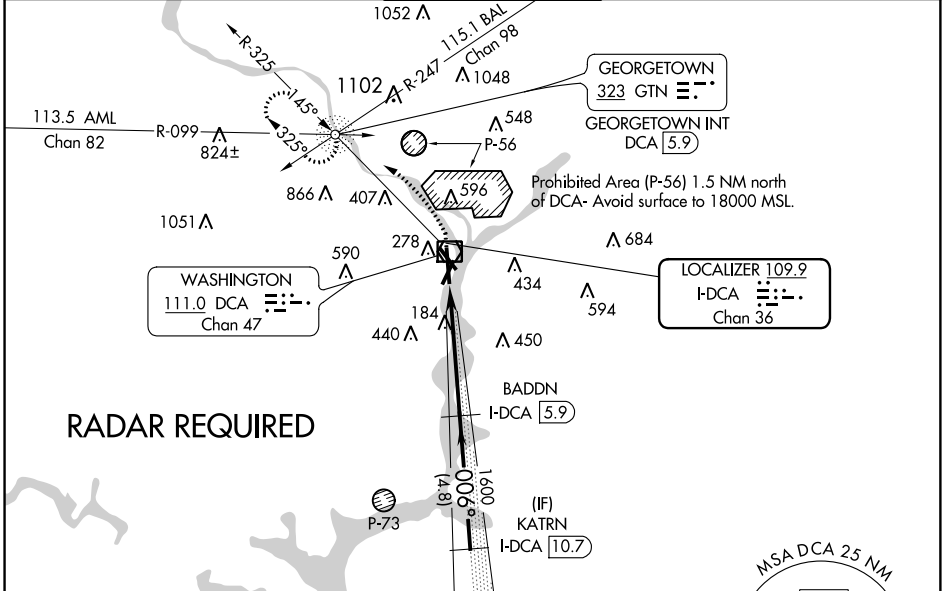 1052
115.1 BAL
Chan 98
R-325
R-247
1102
1048
GEORGETOWN
323 GTN
GEORGETOWN INT
DCA 5.9
145°
325°
113.5 AML
Chan 82
R-099
824±
548
P-56
866
407
596
Prohibited Area (P-56) 1.5 NM north
of DCA- Avoid surface to 18000 MSL.
1051
278
590
684
434
594
WASHINGTON
111.0 DCA
Chan 47
LOCALIZER 109.9
I-DCA
Chan 36
184
440
450
BADDN
I-DCA 5.9
RADAR REQUIRED
1600
006°
(4.8)
P-73
(IF)
KATRN
I-DCA 10.7
MSA DCA 25 NM